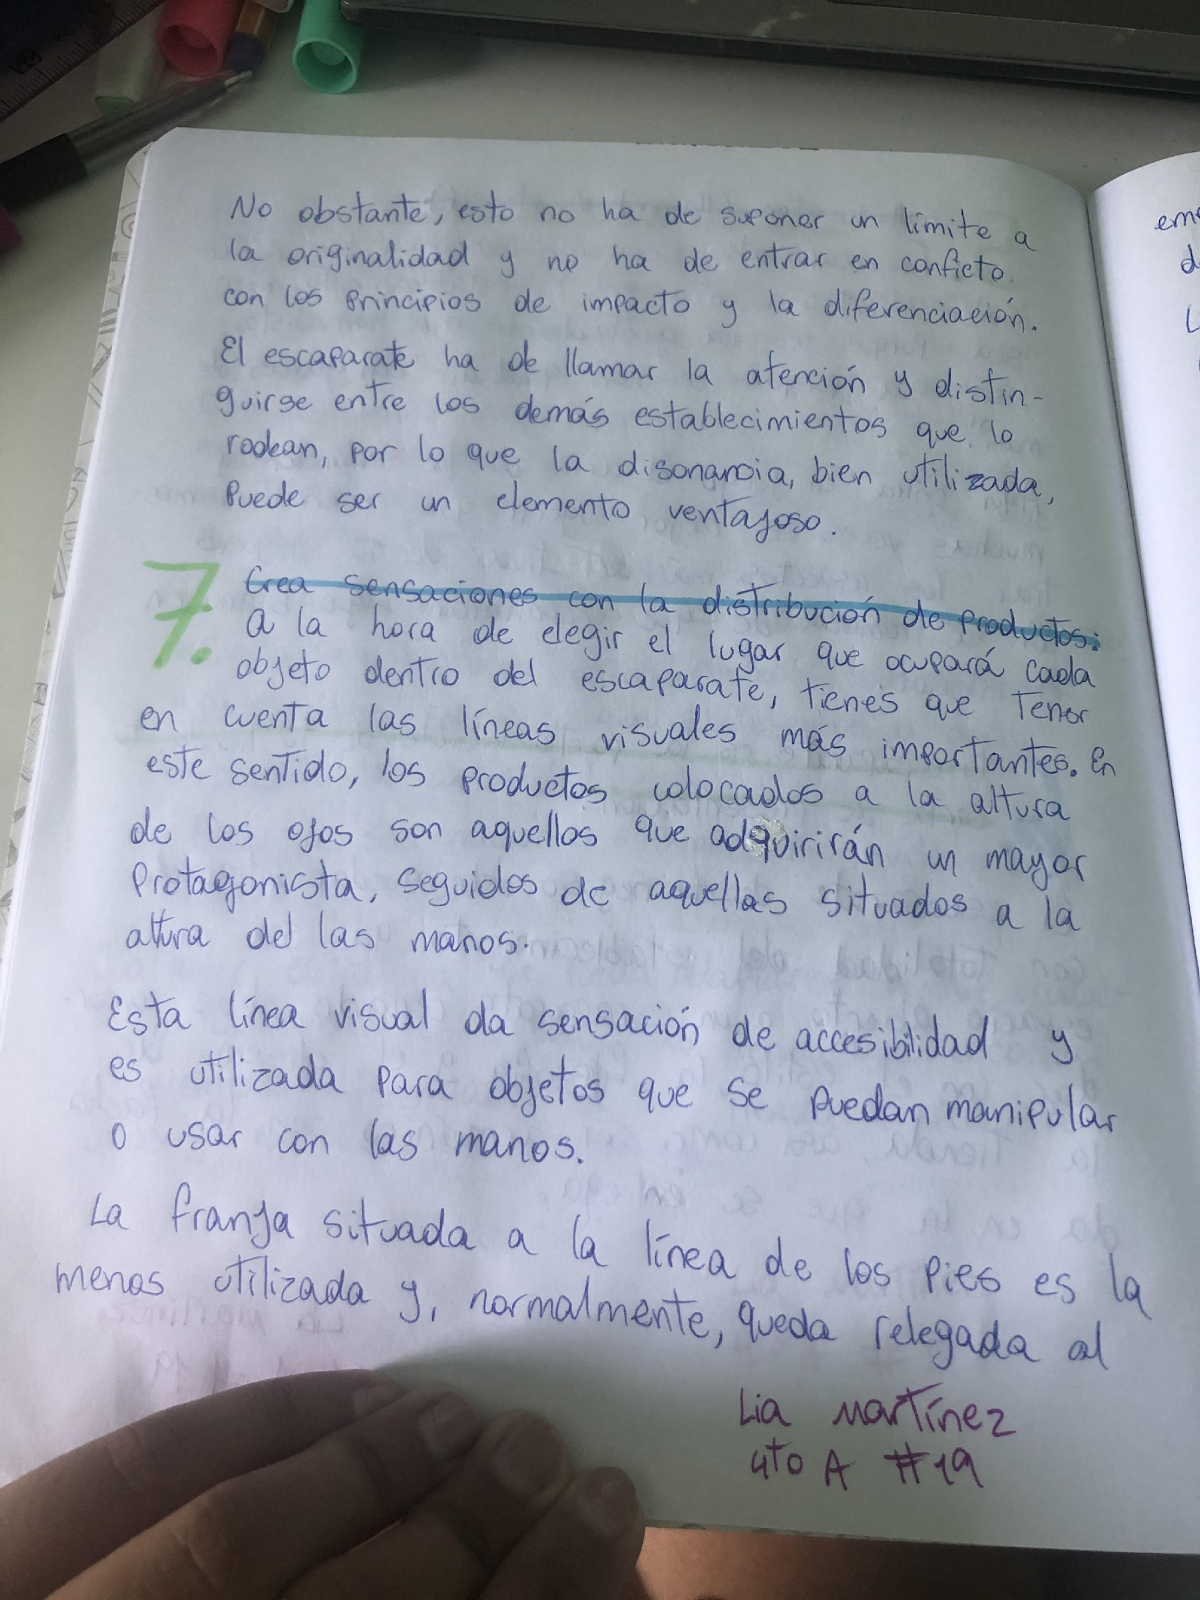 No obstante, esto no ha de suponer un límite a
la originalidad y no ha de entrar en conficto
con los principios de impacto y la diferenciación.
El escaparate ha de llamar la atención y distin-
guirse entre los demás establecimientos que lo
rodean, por lo que la disonancia, bien utilizada,
puede ser un elemento ventajoso.
7. Crea sensaciones con la distribución de productos:
a la hora de elegir el lugar que ocupará cada
objeto dentro del escaparate, tienes que tener
en cuenta las líneas visuales más importantes. En
este sentido, los productos colocados a la altura
de los ojos son aquellos que adquirirán un mayor
Protagonista, seguidos de aquellas situados a la
altura del las manos.
Esta línea visual da sensación de accesibilidad y
es utilizada para objetos que se puedan manipular
o usar con las manos.
La franja situada a la línea de los pies es la
menos utilizada y, normalmente, queda relegada al
Lia Martínez
4to A #19